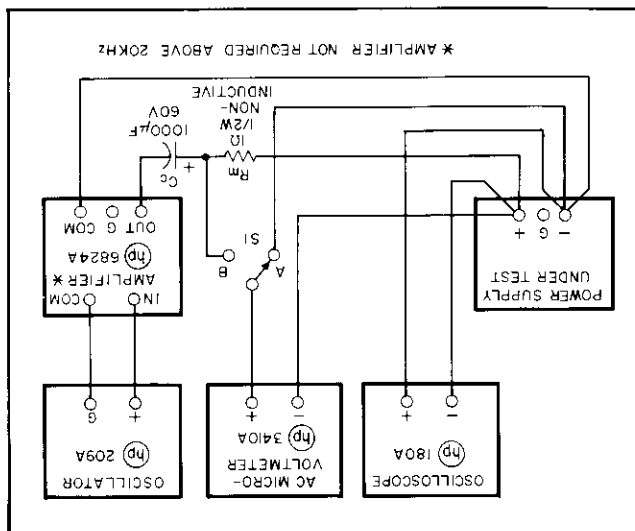 OSCILLOSCOPE
hp 180A
- +
AC MICRO-
VOLTMETER
hp 3410A
- +
OSCILLATOR
hp 209A
+ G
POWER SUPPLY
UNDER TEST
- G +
S1
A
B
IN COM
AMPLIFIER *
hp 6824A
OUT G COM
Rm
1Ω
1/2W
NON-
INDUCTIVE
Cc
+
1000µF
60V
* AMPLIFIER NOT REQUIRED ABOVE 20KHz